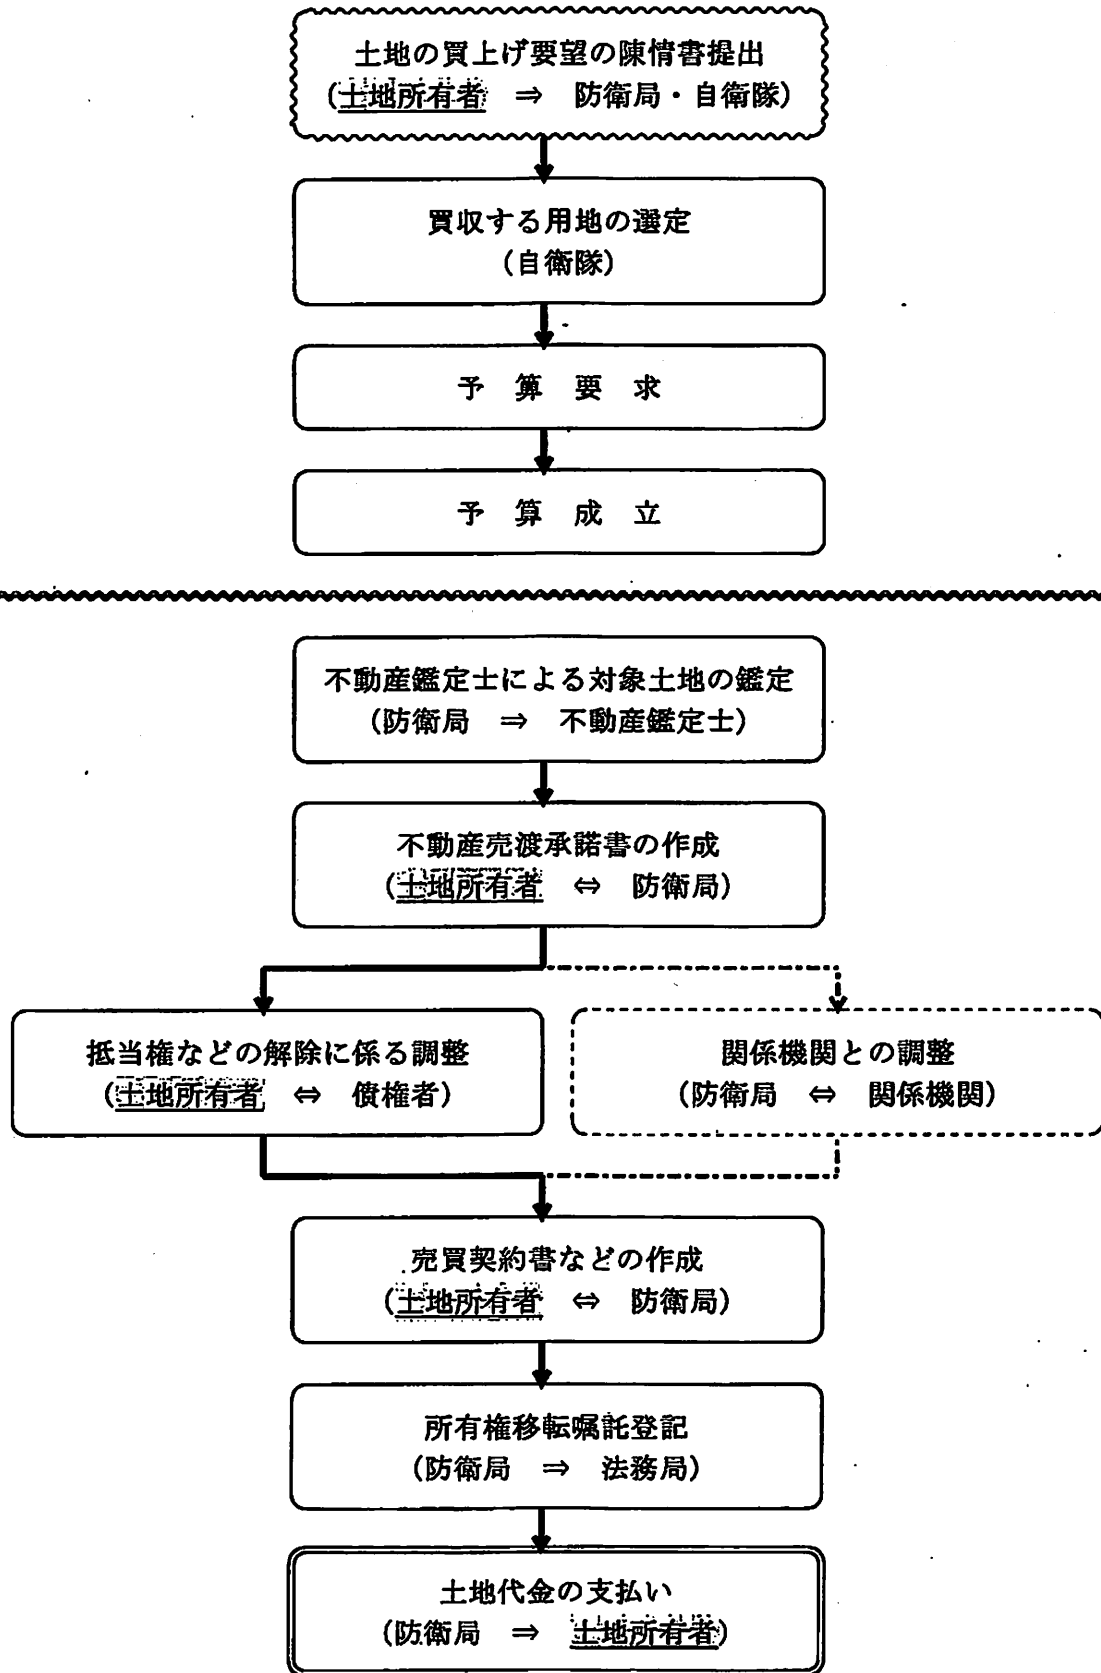 土地の買上げ要望の陳情書提出
(土地所有者 ⇒ 防衛局・自衛隊)
買収する用地の選定
(自衛隊)
予 算 要 求
予 算 成 立
不動産鑑定士による対象土地の鑑定
(防衛局 ⇒ 不動産鑑定士)
不動産売渡承諾書の作成
(土地所有者 ⇔ 防衛局)
抵当権などの解除に係る調整
(土地所有者 ⇔ 債権者)
関係機関との調整
(防衛局 ⇔ 関係機関)
売買契約書などの作成
(土地所有者 ⇔ 防衛局)
所有権移転嘱託登記
(防衛局 ⇒ 法務局)
土地代金の支払い
(防衛局 ⇒ 土地所有者)